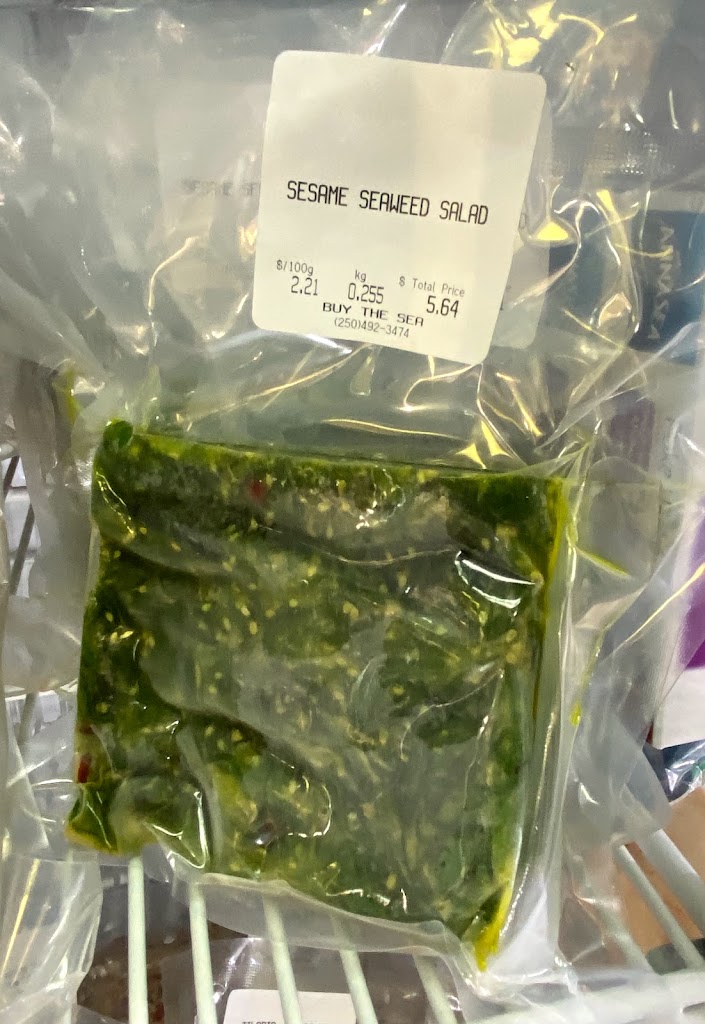 SESAME SEAWEED SALAD
$/100g kg $ Total Price
2.21 0.255 5.64
BUY THE SEA
(250)492-3474